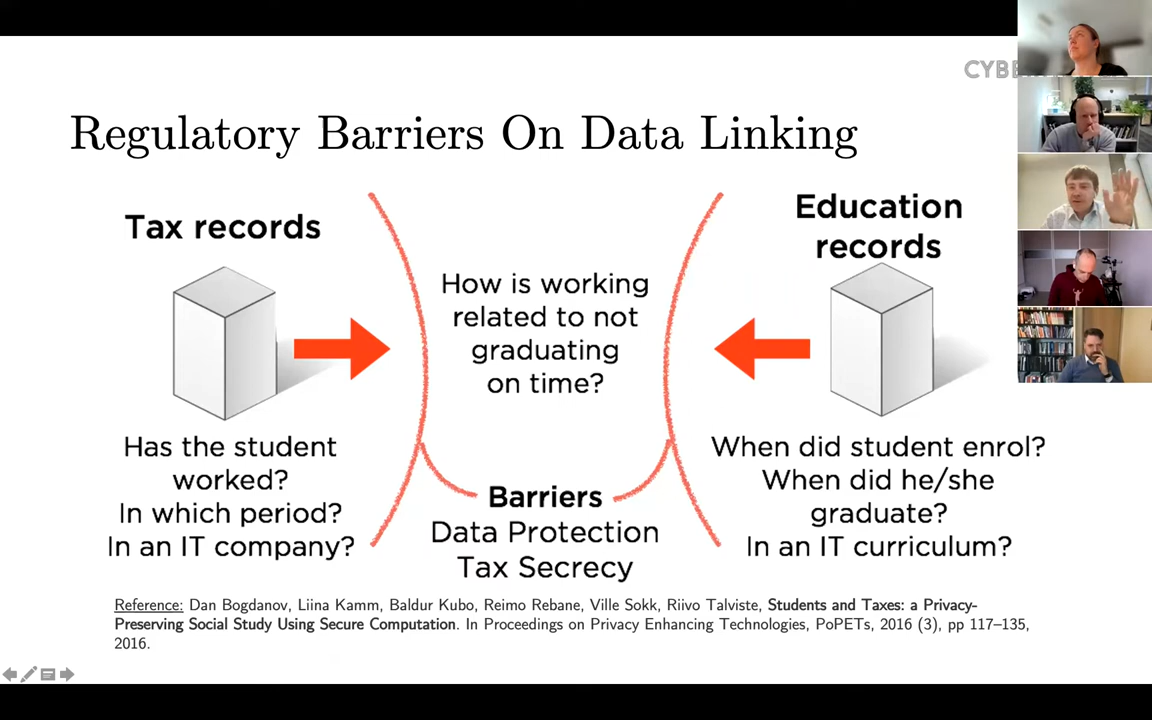 CYBE
Regulatory Barriers On Data Linking
Tax records
Education
records
How is working
related to not
graduating
on time?
Has the student
worked?
In which period?
In an IT company?
Barriers
Data Protection
Tax Secrecy
When did student enrol?
When did he/she
graduate?
In an IT curriculum?
Reference: Dan Bogdanov, Liina Kamm, Baldur Kubo, Reimo Rebane, Ville Sokk, Riivo Talviste, Students and Taxes: a Privacy-
Preserving Social Study Using Secure Computation. In Proceedings on Privacy Enhancing Technologies, PoPETs, 2016 (3), pp 117–135,
2016.